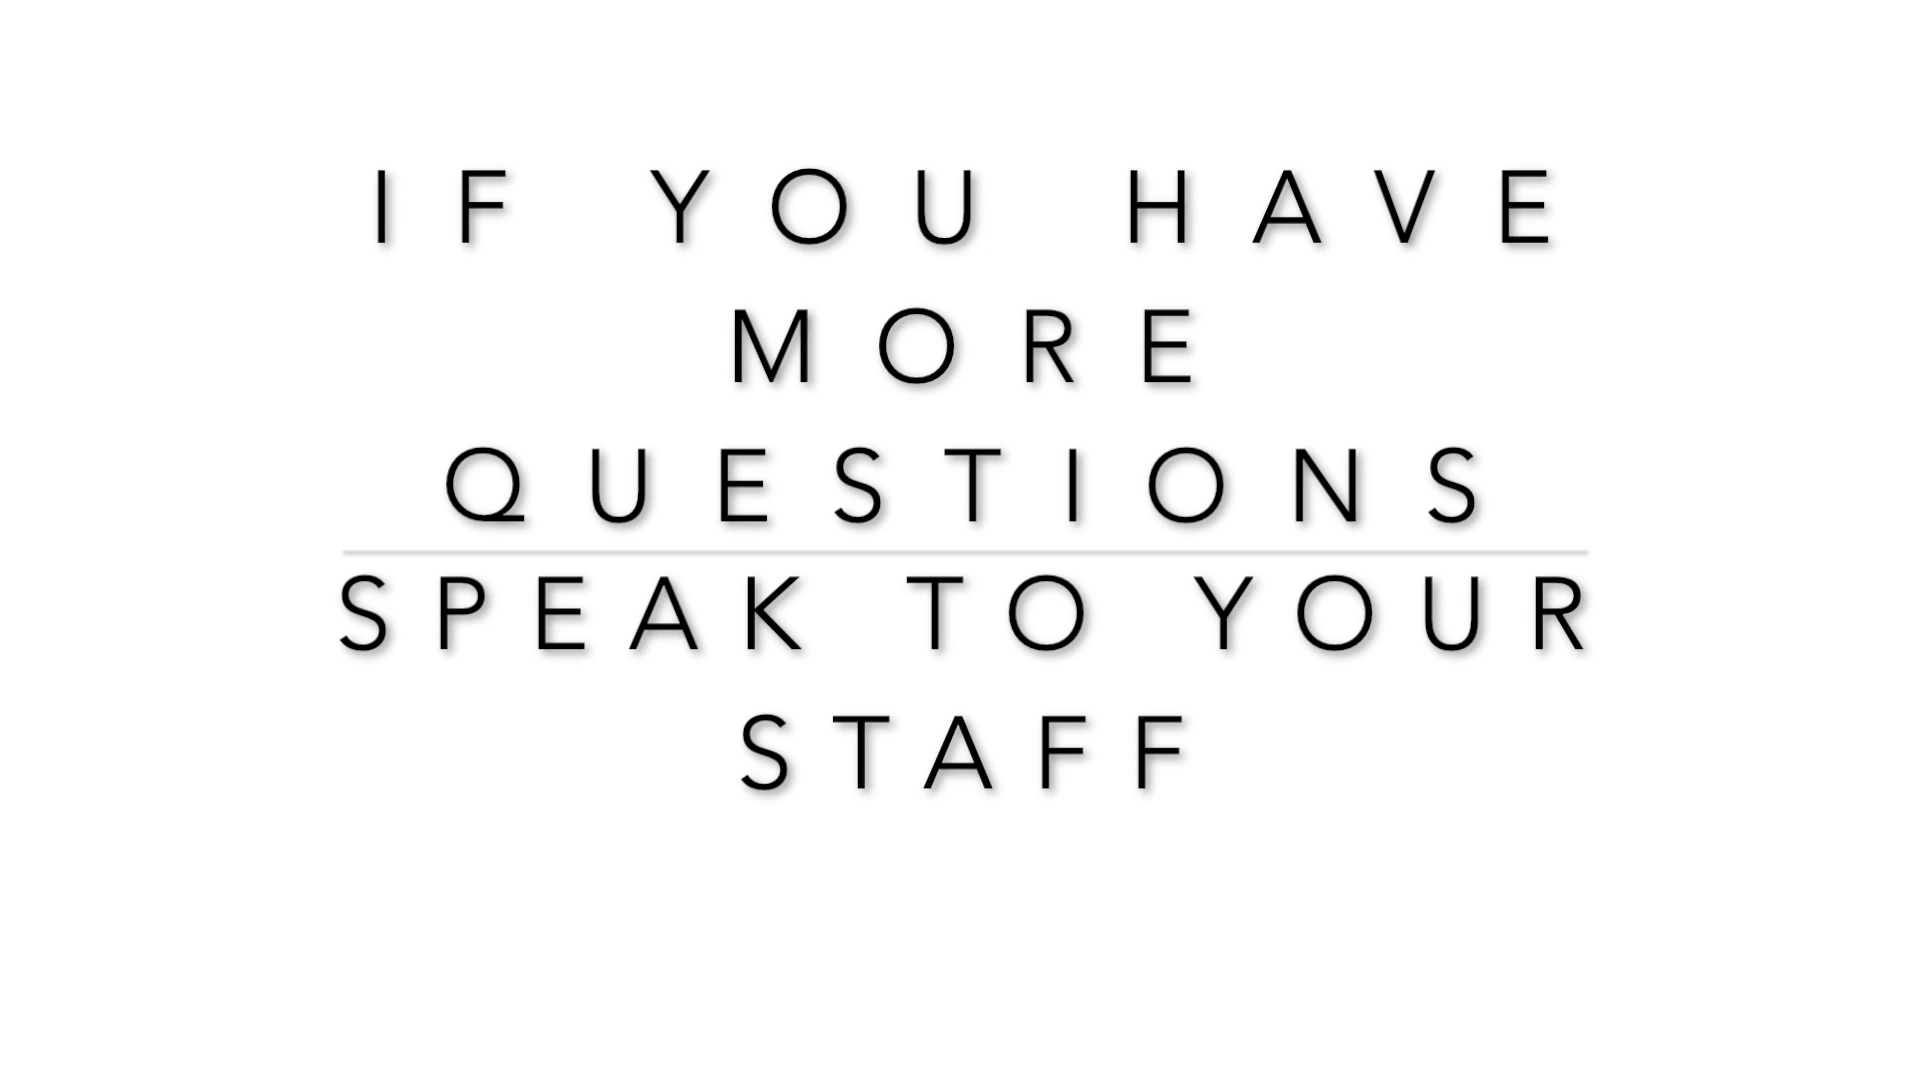 IF YOU HAVE
MORE
QUESTIONS
SPEAK TO YOUR
STAFF